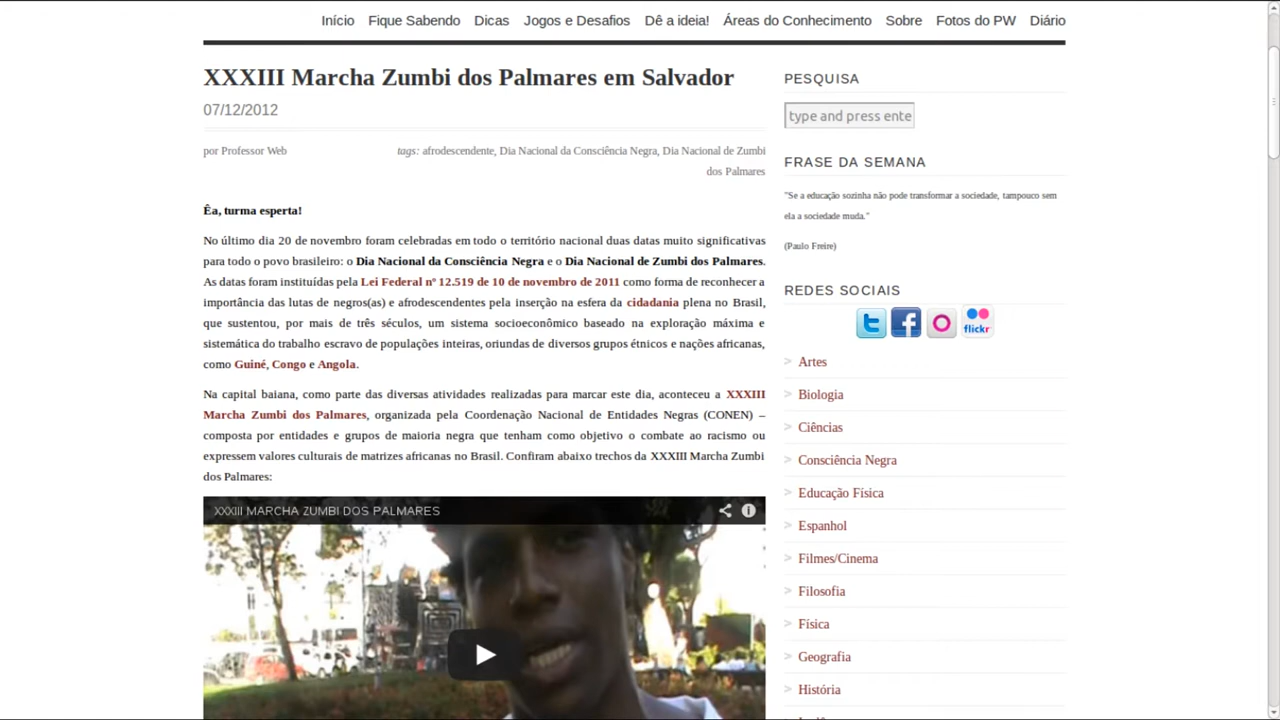 Início Fique Sabendo Dicas Jogos e Desafios Dê a ideia! Áreas do Conhecimento Sobre Fotos do PW Diário
XXXIII Marcha Zumbi dos Palmares em Salvador
07/12/2012
por Professor Web
tags: afrodescendente, Dia Nacional da Consciência Negra, Dia Nacional de Zumbi
dos Palmares
Êa, turma esperta!
No último dia 20 de novembro foram celebradas em todo o território nacional duas datas muito significativas
para todo o povo brasileiro: o Dia Nacional da Consciência Negra e o Dia Nacional de Zumbi dos Palmares.
As datas foram instituídas pela Lei Federal nº 12.519 de 10 de novembro de 2011 como forma de reconhecer a
importância das lutas de negros(as) e afrodescendentes pela inserção na esfera da cidadania plena no Brasil,
que sustentou, por mais de três séculos, um sistema socioeconômico baseado na exploração máxima e
sistemática do trabalho escravo de populações inteiras, oriundas de diversos grupos étnicos e nações africanas,
como Guiné, Congo e Angola.
Na capital baiana, como parte das diversas atividades realizadas para marcar este dia, aconteceu a XXXIII
Marcha Zumbi dos Palmares, organizada pela Coordenação Nacional de Entidades Negras (CONEN) –
composta por entidades e grupos de maioria negra que tenham como objetivo o combate ao racismo ou
expressem valores culturais de matrizes africanas no Brasil. Confiram abaixo trechos da XXXIII Marcha Zumbi
dos Palmares:
XXXIII MARCHA ZUMBI DOS PALMARES
PESQUISA
type and press ente
FRASE DA SEMANA
"Se a educação sozinha não pode transformar a sociedade, tampouco sem
ela a sociedade muda."
(Paulo Freire)
REDES SOCIAIS
flickr
> Artes
> Biologia
> Ciências
> Consciência Negra
> Educação Física
> Espanhol
> Filmes/Cinema
> Filosofia
> Física
> Geografia
> História